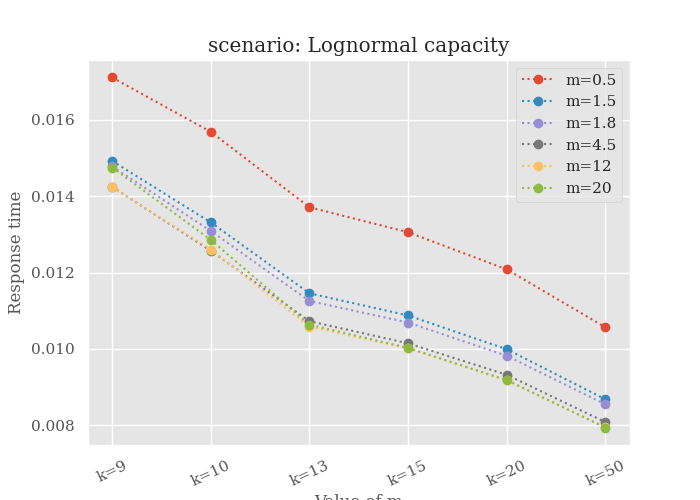 scenario: Lognormal capacity
m=0.5
m=1.5
m=1.8
m=4.5
m=12
m=20
Response time
0.016
0.014
0.012
0.010
0.008
k=9
k=10
k=13
k=15
k=20
k=50
Value of m